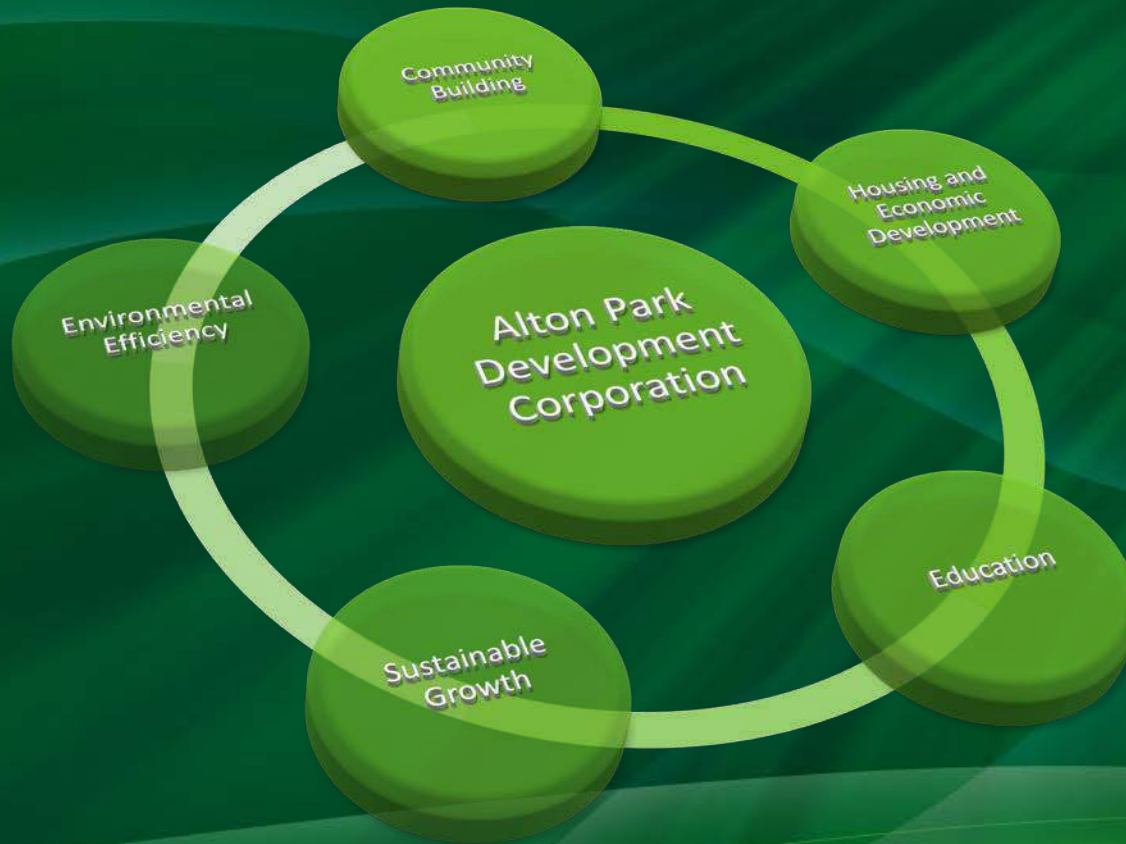 Community
Building
Housing and
Economic
Development
Environmental
Efficiency
Alton Park
Development
Corporation
Education
Sustainable
Growth